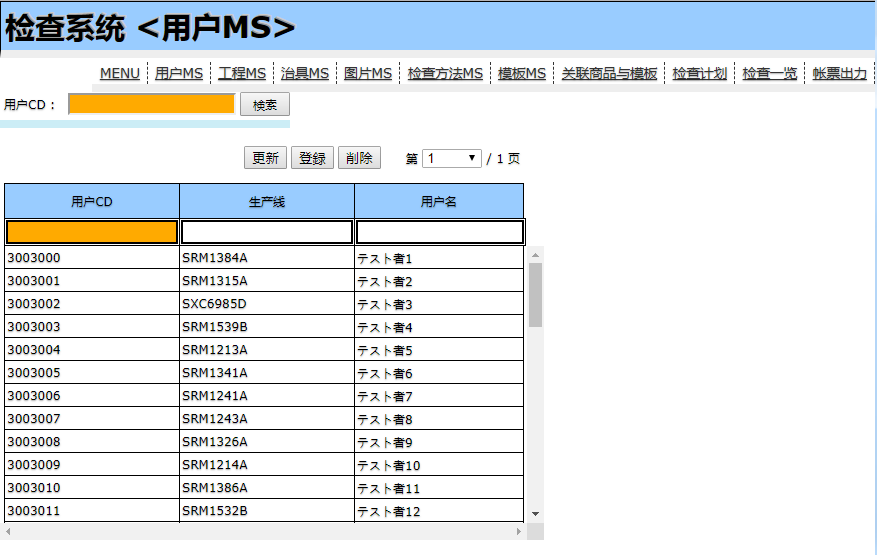 检查系统 <用户MS>
MENU 用户MS 工程MS 治具MS 图片MS 检查方法MS 模板MS 关联商品与模板 检查计划 检查一览 帐票出力
用户CD： 検索
更新 登録 削除 第 1 / 1 页
用户CD 生产线 用户名
3003000 SRM1384A テスト者1
3003001 SRM1315A テスト者2
3003002 SXC6985D テスト者3
3003003 SRM1539B テスト者4
3003004 SRM1213A テスト者5
3003005 SRM1341A テスト者6
3003006 SRM1241A テスト者7
3003007 SRM1243A テスト者8
3003008 SRM1326A テスト者9
3003009 SRM1214A テスト者10
3003010 SRM1386A テスト者11
3003011 SRM1532B テスト者12